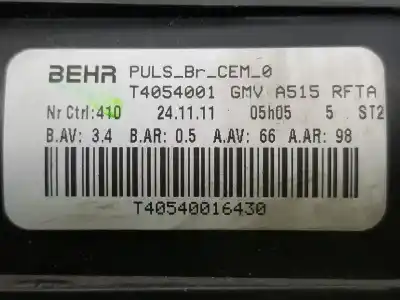 BEHR PULS_Br_CEM_0
T4054001 GMV A515 RFTA
Nr Ctrl:410 24.11.11 05h05 5 ST2
B.AV: 3.4 B.AR: 0.5 A.AV: 66 A.AR: 98
T40540016430